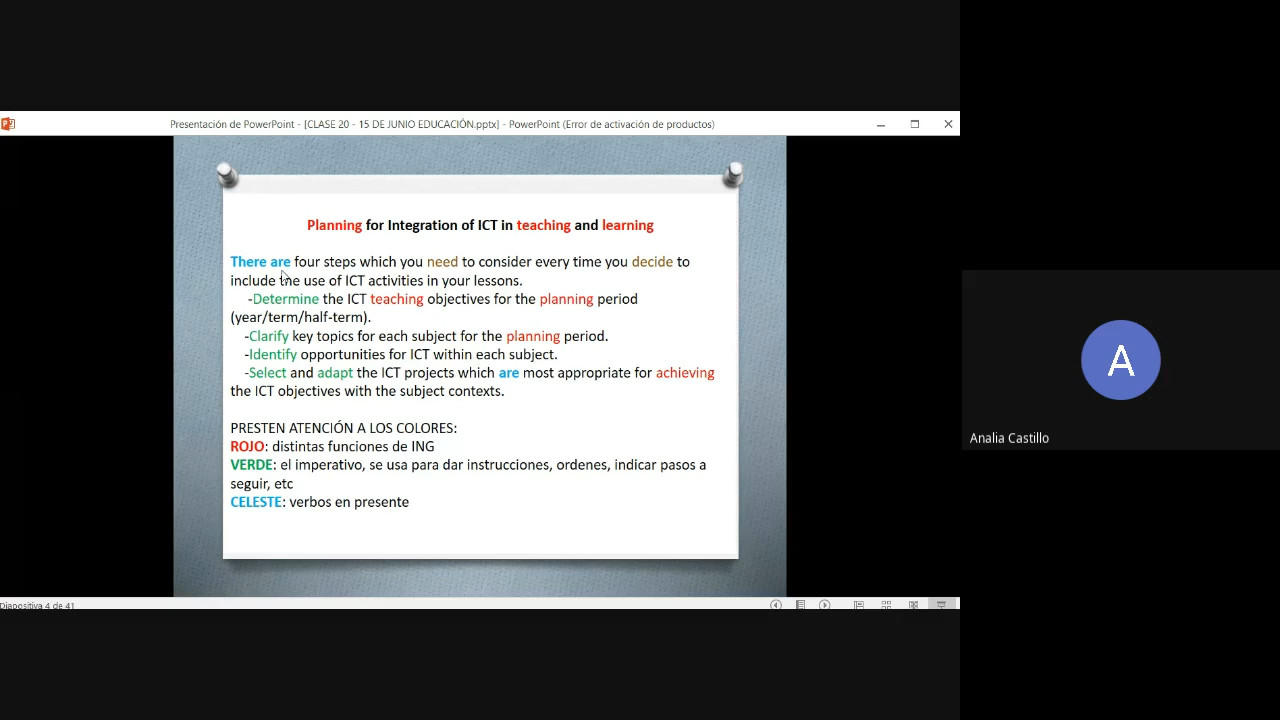 Presentación de PowerPoint - [CLASE 20 - 15 DE JUNIO EDUCACIÓN.pptx] - PowerPoint (Error de activación de productos)
Planning for Integration of ICT in teaching and learning
There are four steps which you need to consider every time you decide to
include the use of ICT activities in your lessons.
-Determine the ICT teaching objectives for the planning period
(year/term/half-term).
-Clarify key topics for each subject for the planning period.
-Identify opportunities for ICT within each subject.
-Select and adapt the ICT projects which are most appropriate for achieving
the ICT objectives with the subject contexts.
PRESTEN ATENCIÓN A LOS COLORES:
ROJO: distintas funciones de ING
VERDE: el imperativo, se usa para dar instrucciones, ordenes, indicar pasos a
seguir, etc
CELESTE: verbos en presente
Diapositiva 4 de 41
A
Analia Castillo